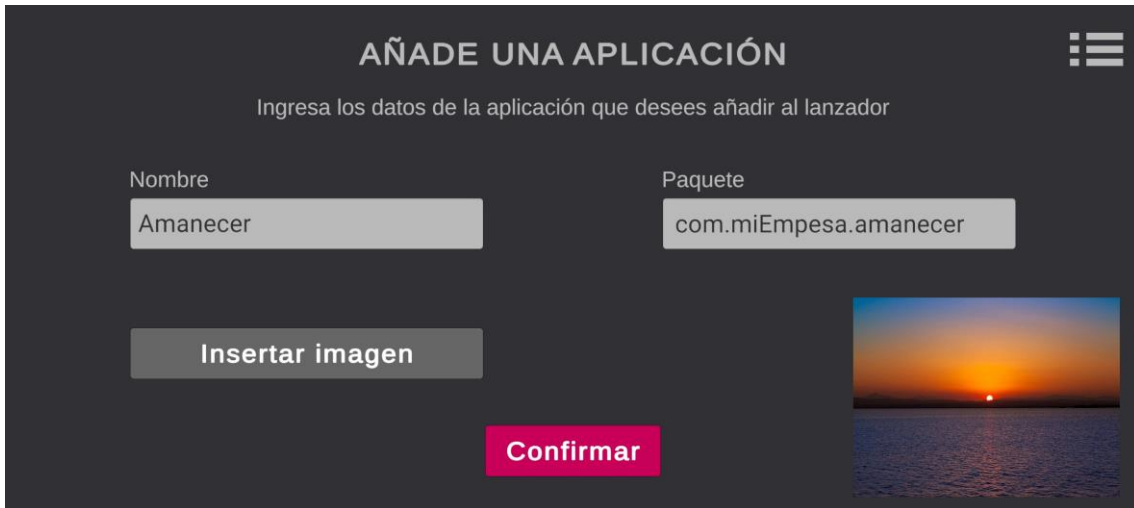 AÑADE UNA APLICACIÓN
Ingresa los datos de la aplicación que desees añadir al lanzador
Nombre
Paquete
Amanecer
com.miEmpesa.amanecer
Insertar imagen
Confirmar